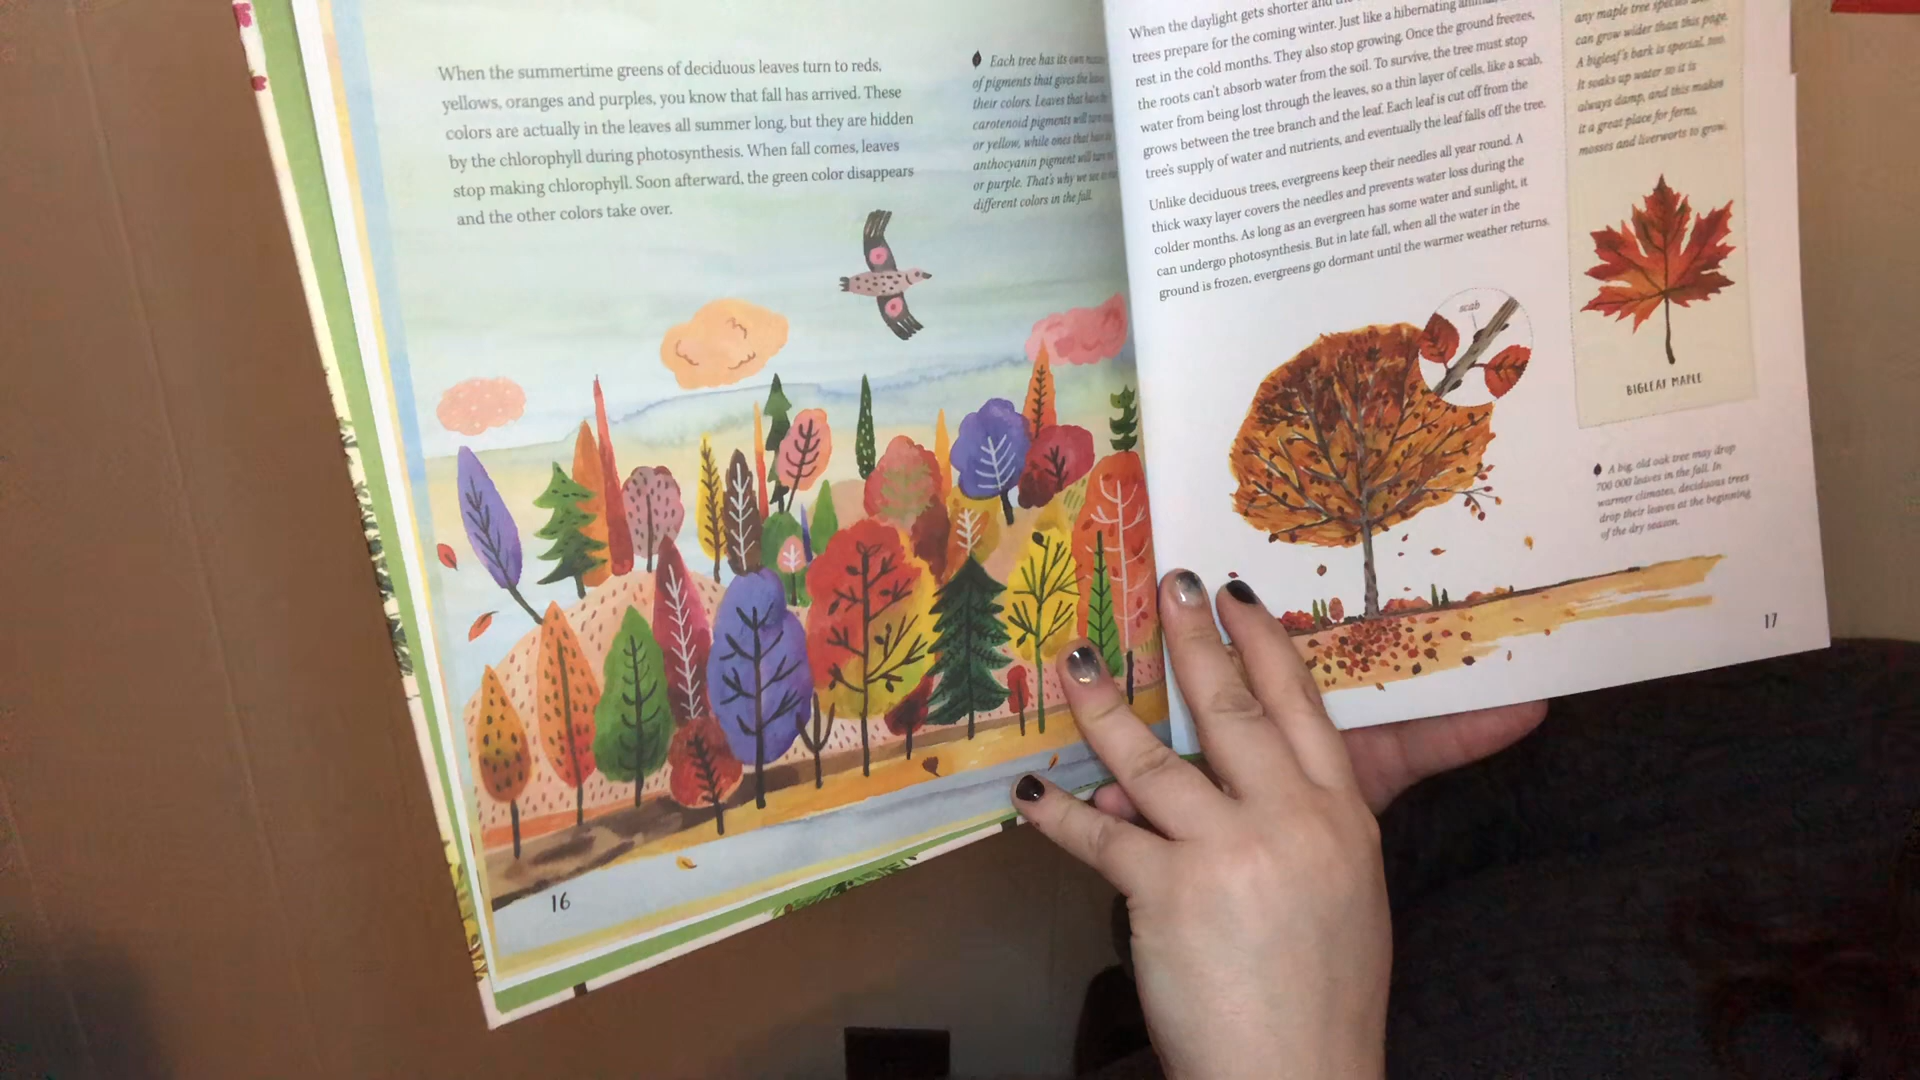 When the summertime greens of deciduous leaves turn to reds,
yellows, oranges and purples, you know that fall has arrived. These
colors are actually in the leaves all summer long, but they are hidden
by the chlorophyll during photosynthesis. When fall comes, leaves
stop making chlorophyll. Soon afterward, the green color disappears
and the other colors take over.
Each tree has its own
of pigments that gives the
their colors. Leaves that have
carotenoid pigments will turn
or yellow, while ones that have
anthocyanin pigment will turn
or purple. That's why we see
different colors in the fall.
16
When the daylight gets shorter and
trees prepare for the coming winter. Just like a hibernating
rest in the cold months. They also stop growing. Once the ground freezes,
the roots can't absorb water from the soil. To survive, the tree must stop
water from being lost through the leaves, so a thin layer of cells, like a scab,
grows between the tree branch and the leaf. Each leaf is cut off from the
tree's supply of water and nutrients, and eventually the leaf falls off the tree.
Unlike deciduous trees, evergreens keep their needles all year round. A
thick waxy layer covers the needles and prevents water loss during the
colder months. As long as an evergreen has some water and sunlight, it
can undergo photosynthesis. But in late fall, when all the water in the
ground is frozen, evergreens go dormant until the warmer weather returns.
scab
any maple tree species
can grow wider than this page.
A bigleaf's bark is special, too.
It soaks up water so it is
always damp, and this makes
it a great place for ferns,
mosses and liverworts to grow.
BIGLEAF MAPLE
A big, old oak tree may drop
700 000 leaves in the fall. In
warmer climates, deciduous trees
drop their leaves at the beginning
of the dry season.
17